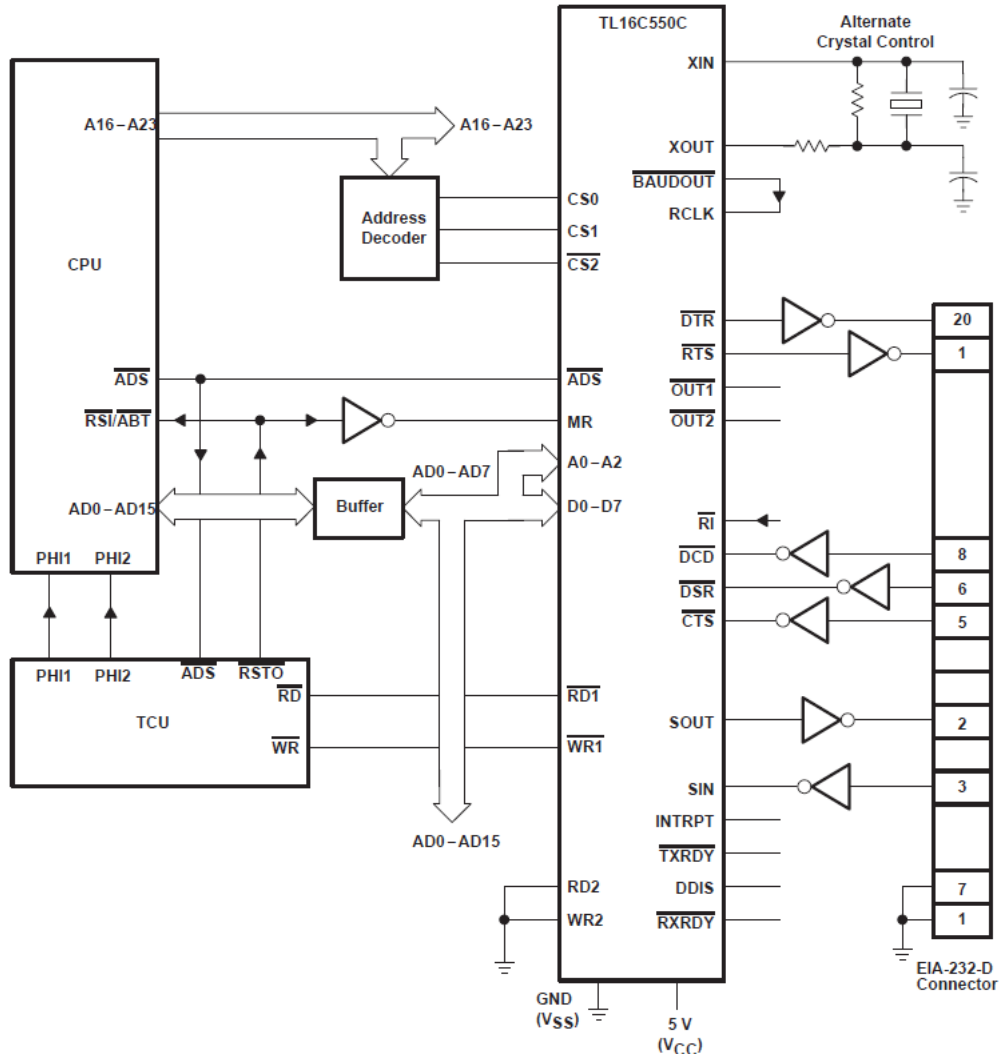 TL16C550C
Alternate
Crystal Control
XIN
A16–A23
A16–A23
XOUT
BAUDOUT
RCLK
Address
Decoder
CS0
CS1
CS2
CPU
DTR
20
RTS
1
ADS
ADS
OUT1
RSI/ABT
MR
OUT2
AD0–AD7
A0–A2
AD0–AD15
Buffer
D0–D7
RI
DCD
8
PHI1
PHI2
DSR
6
CTS
5
PHI1
PHI2
ADS
RSTO
RD
RD1
TCU
SOUT
2
WR
WR1
SIN
3
INTRPT
AD0–AD15
TXRDY
RD2
DDIS
7
WR2
RXRDY
1
EIA-232-D
Connector
GND
(VSS)
5 V
(VCC)